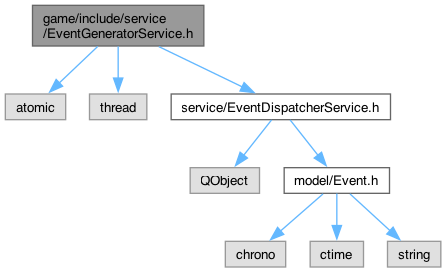 game/include/service
/EventGeneratorService.h
atomic
thread
service/EventDispatcherService.h
QObject
model/Event.h
chrono
ctime
string